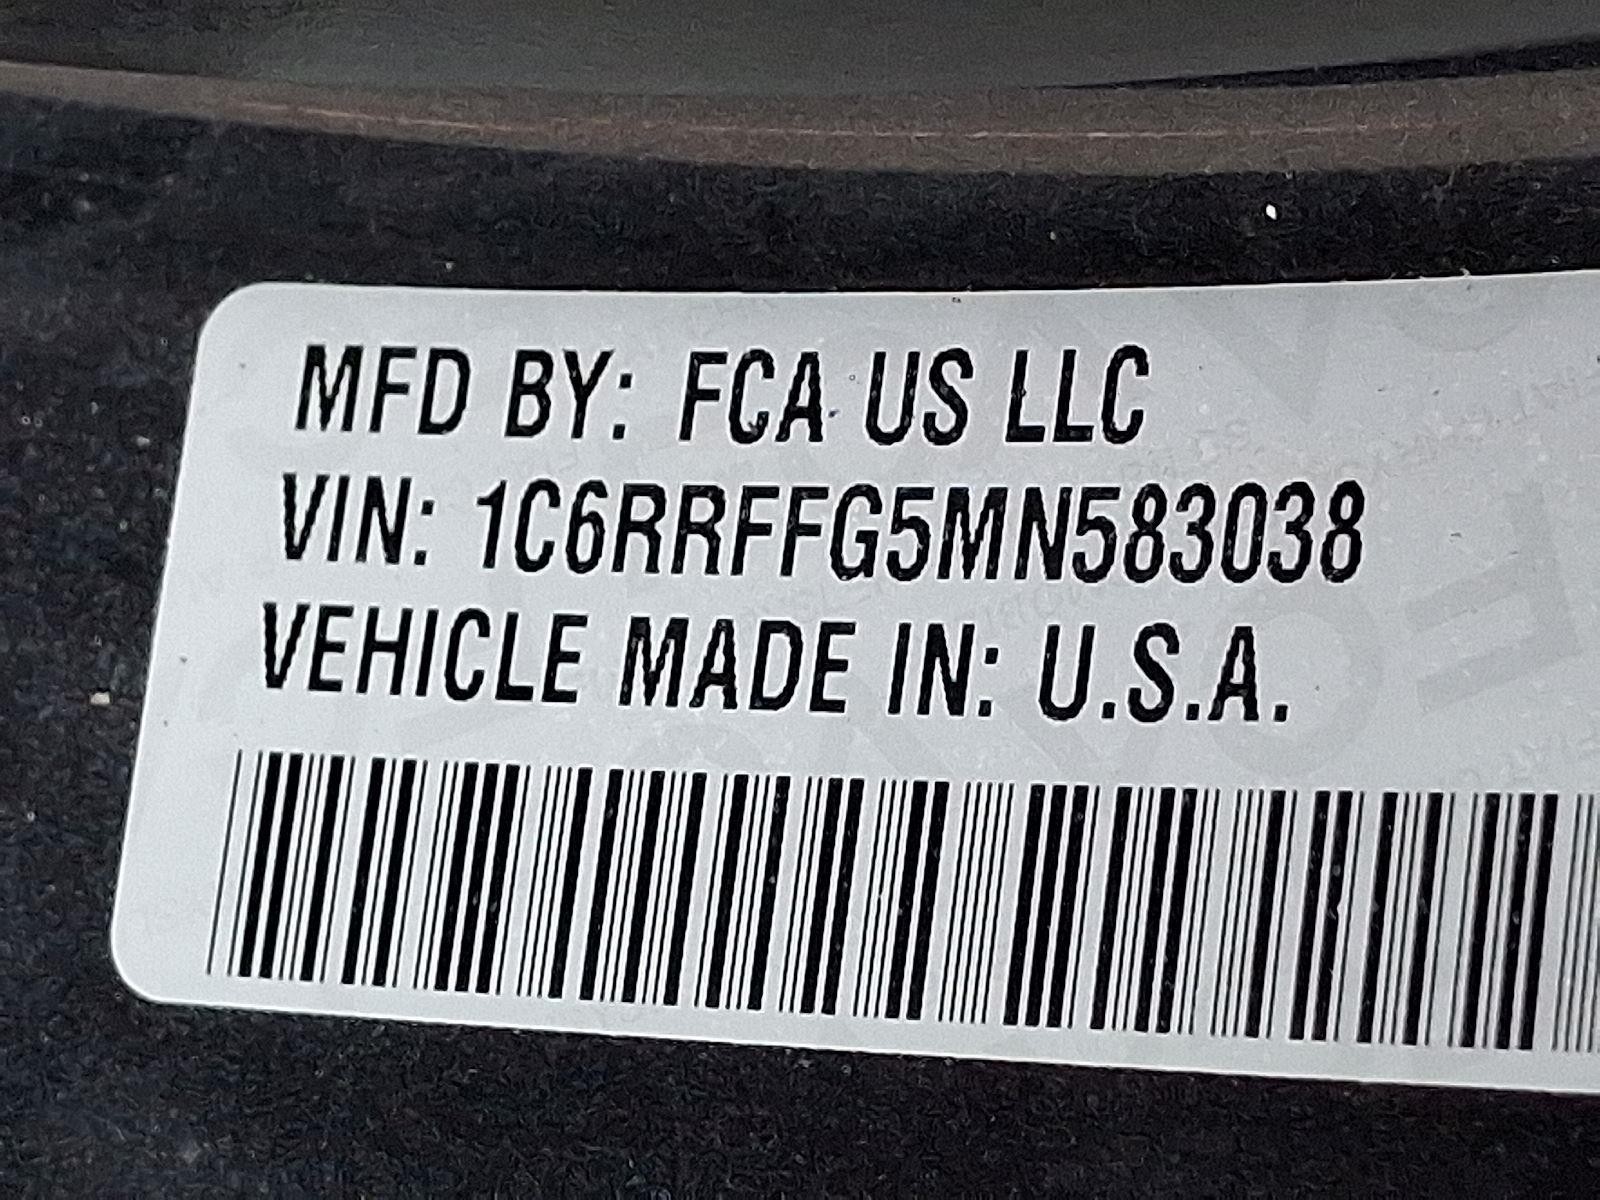 MFD BY: FCA US LLC
VIN: 1C6RRFFG5MN583038
VEHICLE MADE IN: U.S.A.